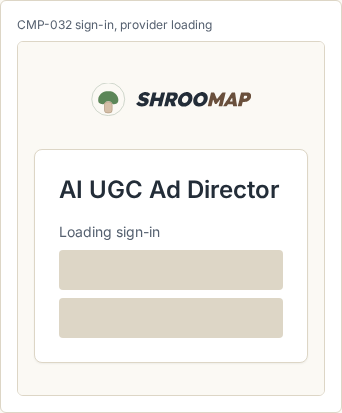 CMP-032 sign-in, provider loading
SHROOMAP
AI UGC Ad Director
Loading sign-in